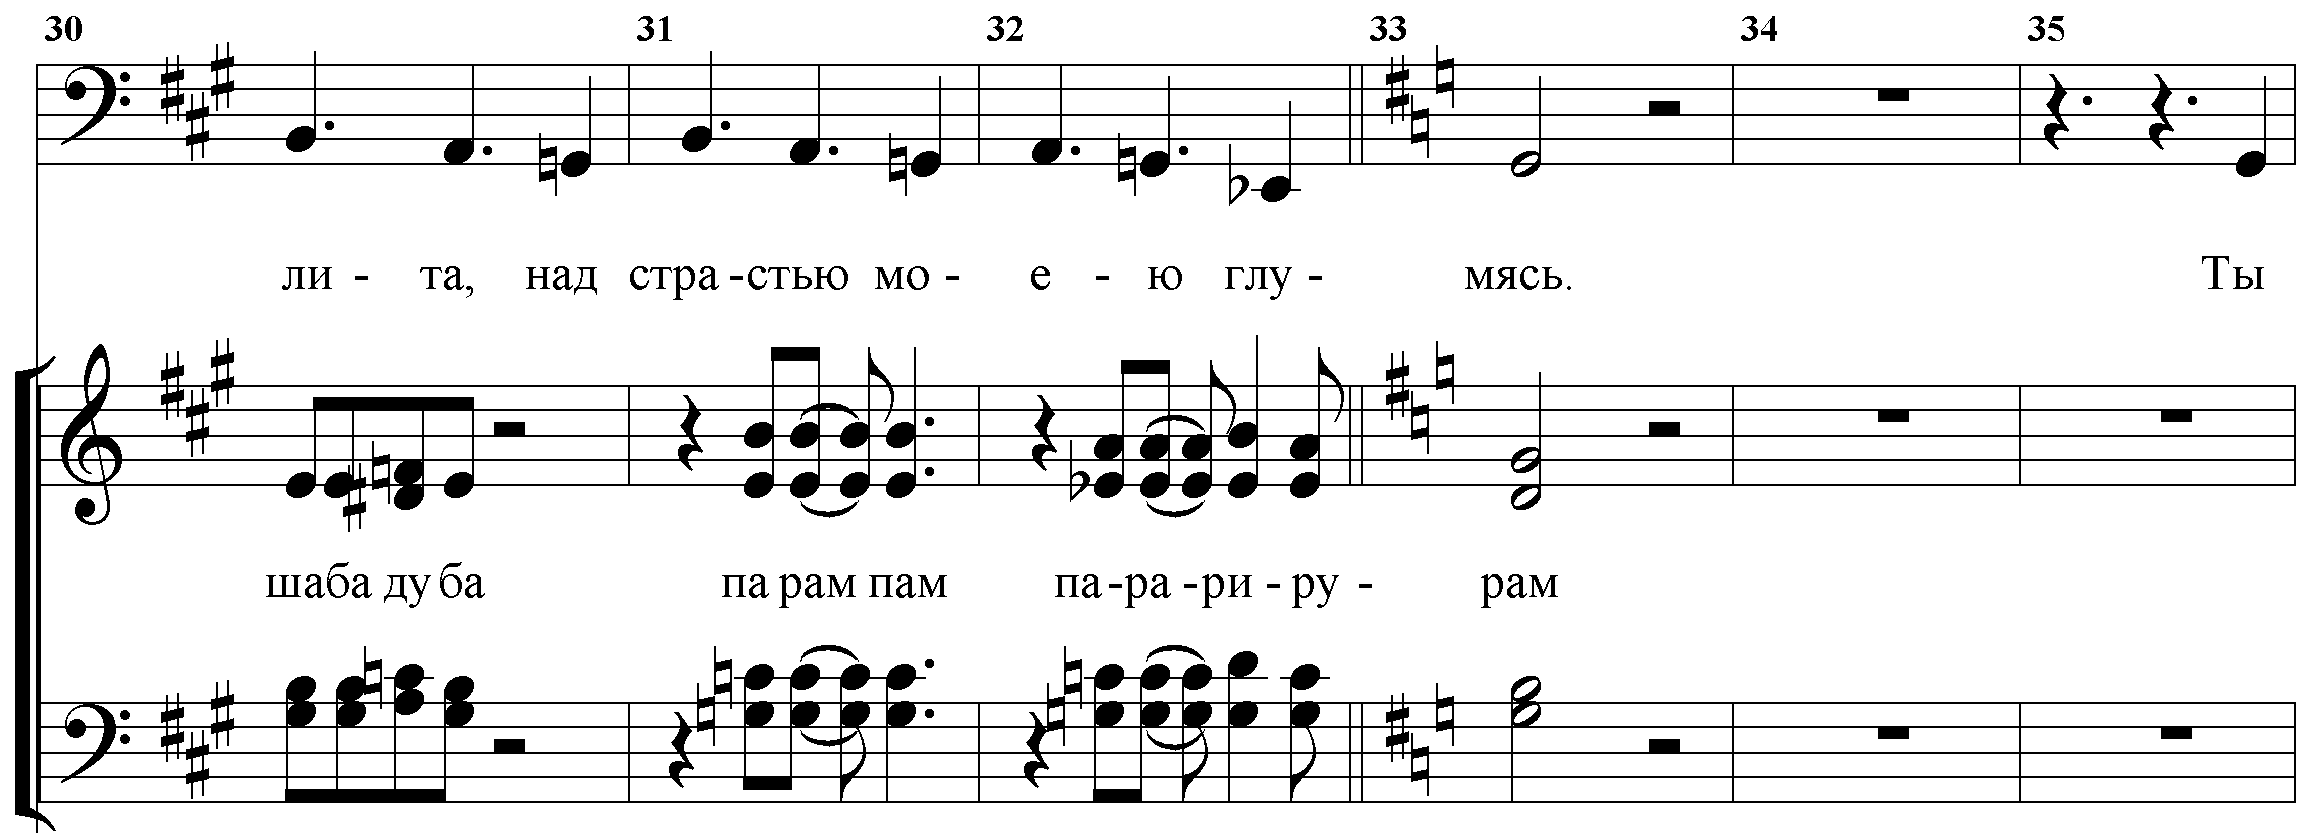 30 31 32 33 34 35
ли - та, над стра - стью мо - е - ю глу - мясь. Ты
шаба ду ба па рам пам па - ра - ри - ру - рам